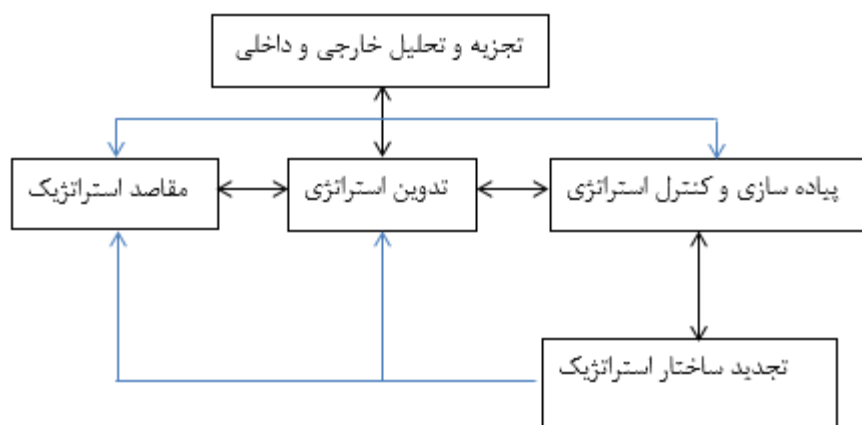 تجزیه و تحلیل خارجی و داخلی
پیاده سازی و کنترل استراتژی
تدوین استراتژی
مقاصد استراتژیک
تجدید ساختار استراتژیک